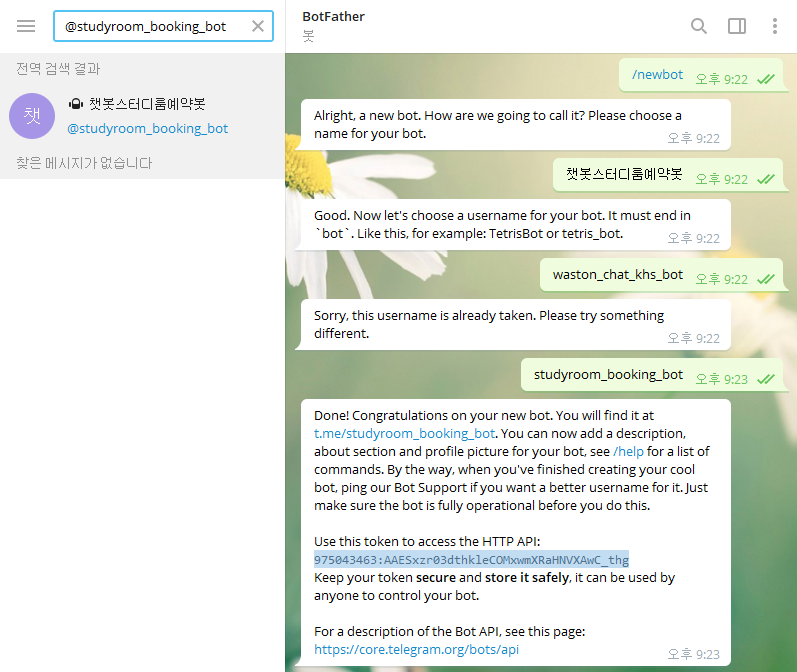 @studyroom_booking_bot
전역 검색 결과
챗
챗봇스터디룸예약봇
@studyroom_booking_bot
찾은 메시지가 없습니다
BotFather
봇
/newbot 오후 9:22
Alright, a new bot. How are we going to call it? Please choose a
name for your bot.
오후 9:22
챗봇스터디룸예약봇 오후 9:22
Good. Now let's choose a username for your bot. It must end in
`bot`. Like this, for example: TetrisBot or tetris_bot.
오후 9:22
waston_chat_khs_bot 오후 9:22
Sorry, this username is already taken. Please try something
different.
오후 9:22
studyroom_booking_bot 오후 9:23
Done! Congratulations on your new bot. You will find it at
t.me/studyroom_booking_bot. You can now add a description,
about section and profile picture for your bot, see /help for a list of
commands. By the way, when you've finished creating your cool
bot, ping our Bot Support if you want a better username for it. Just
make sure the bot is fully operational before you do this.
Use this token to access the HTTP API:
975043463:AAESxzr03dthkleCOMxwmXRaHNVXAwC_thg
Keep your token secure and store it safely, it can be used by
anyone to control your bot.
For a description of the Bot API, see this page:
https://core.telegram.org/bots/api
오후 9:23